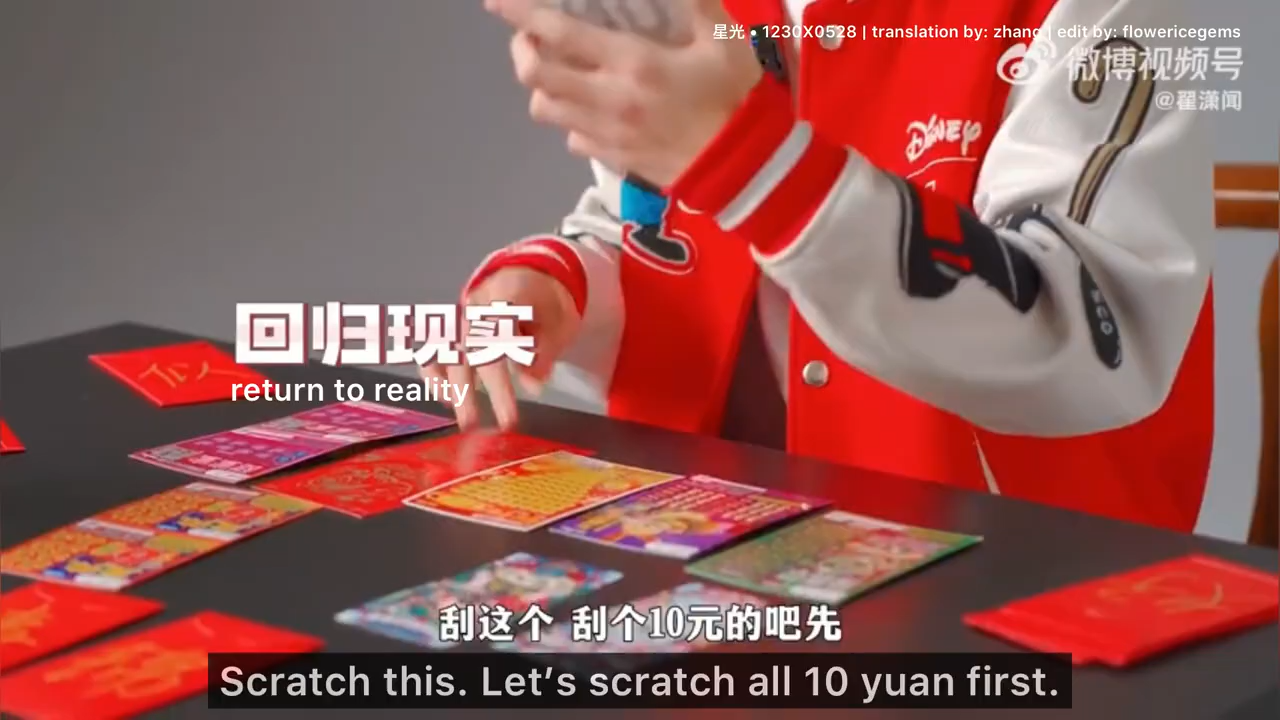 星光 • 1230X0528 | translation by: zhang | edit by: flowericegems
微博视频号
@翟潇闻
DISNEY
回归现实
return to reality
刮这个 刮个10元的吧先
Scratch this. Let’s scratch all 10 yuan first.